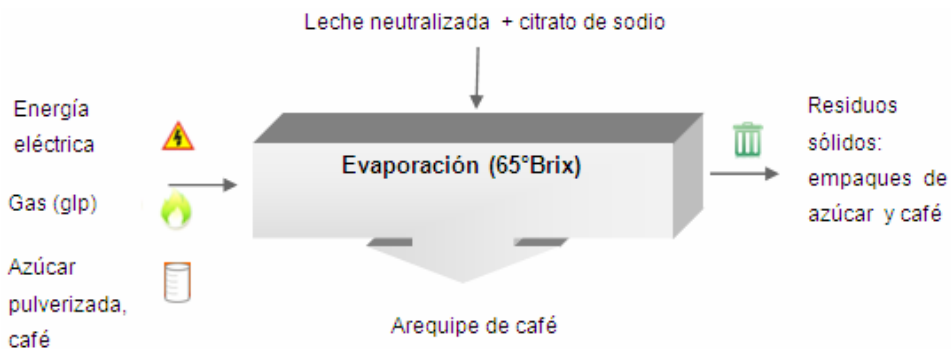 Leche neutralizada + citrato de sodio
Energía
eléctrica
Gas (glp)
Azúcar
pulverizada,
café
Evaporación (65°Brix)
Residuos
sólidos:
empaques de
azúcar y café
Arequipe de café